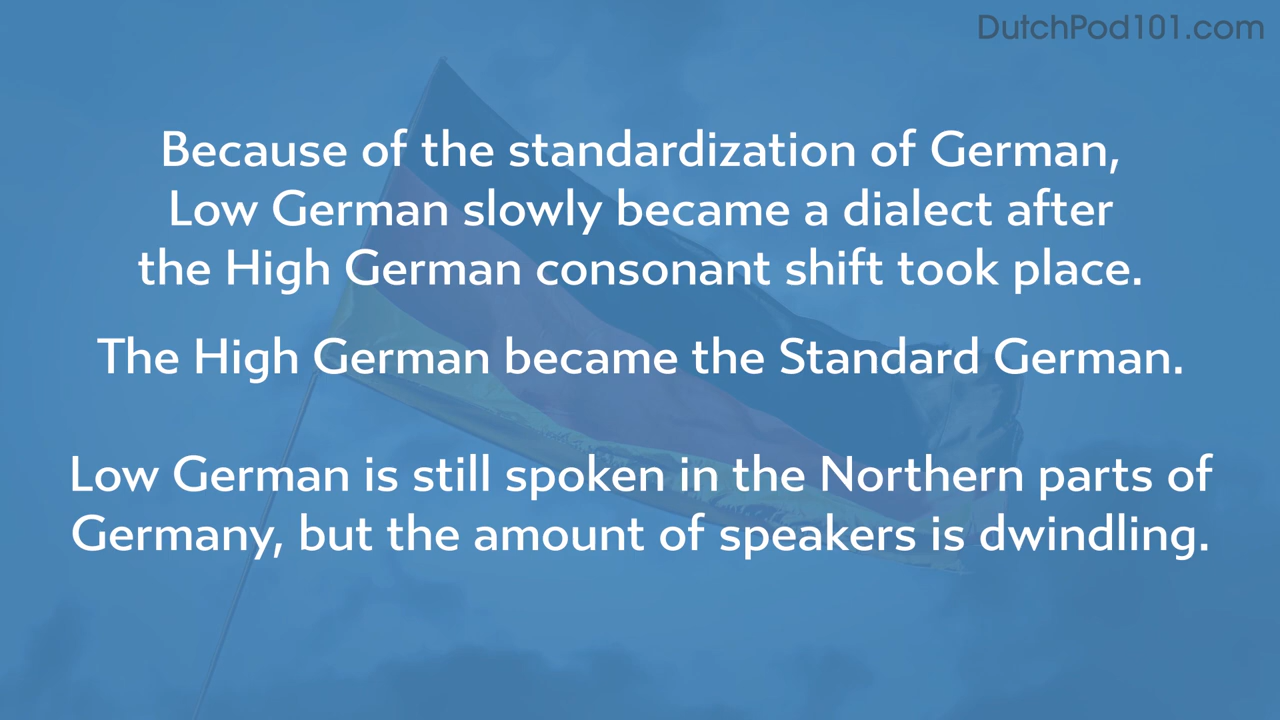 DutchPod101.com
Because of the standardization of German,
Low German slowly became a dialect after
the High German consonant shift took place.
The High German became the Standard German.
Low German is still spoken in the Northern parts of
Germany, but the amount of speakers is dwindling.